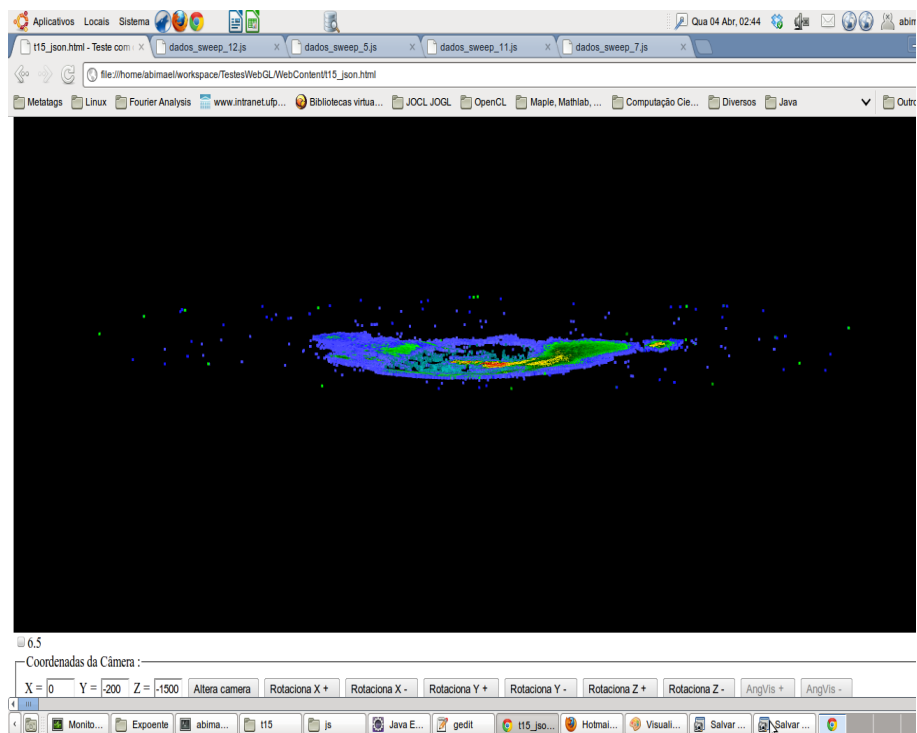 Aplicativos Locais Sistema Qua 04 Abr, 02:44 abim
t15_json.html - Teste com × dados_sweep_12.js × dados_sweep_5.js × dados_sweep_11.js × dados_sweep_7.js ×
file:///home/abimael/workspace/TestesWebGL/WebContent/t15_json.html
Metatags Linux Fourier Analysis www.intranet.ufp... Bibliotecas virtua... JOCL JOGL OpenCL Maple, Mathlab, ... Computação Cie... Diversos Java Outro
6.5
Coordenadas da Câmera :
X = 0 Y = -200 Z = -1500 Altera camera Rotaciona X + Rotaciona X - Rotaciona Y + Rotaciona Y - Rotaciona Z + Rotaciona Z - AngVis + AngVis -
Monito... Expoente abima... t15 js Java E... gedit t15_jso... Hotmai... Visuali... Salvar ... Salvar ...